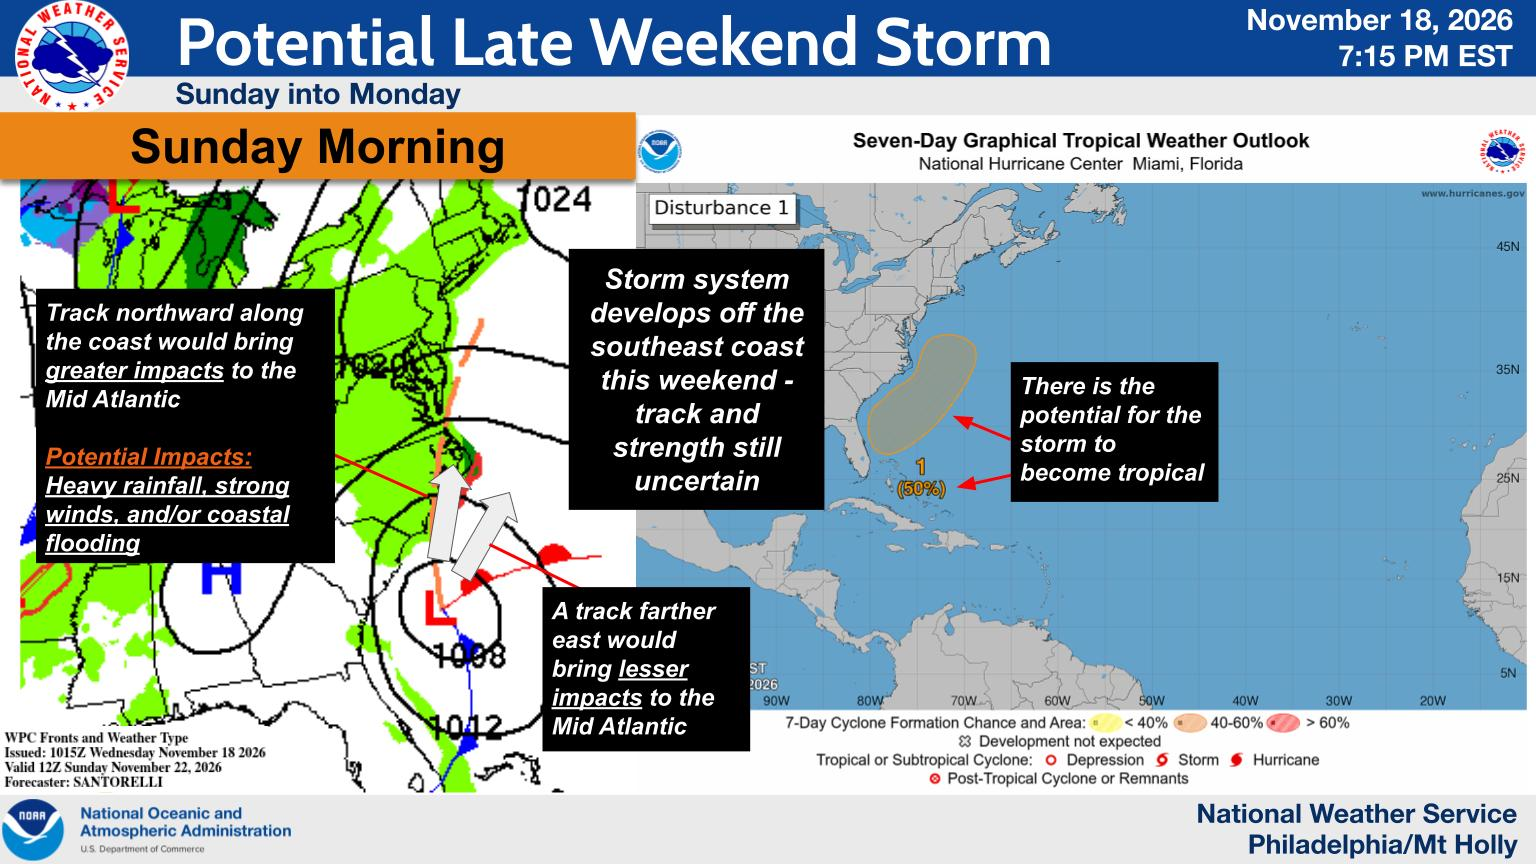 Potential Late Weekend Storm
November 18, 2026
7:15 PM EST
Sunday into Monday
NATIONAL WEATHER SERVICE
Sunday Morning
Seven-Day Graphical Tropical Weather Outlook
National Hurricane Center  Miami, Florida
NOAA
www.hurricanes.gov
Disturbance 1
L
1024
1020
H
L
1008
1012
Track northward along
the coast would bring
greater impacts to the
Mid Atlantic
Potential Impacts:
Heavy rainfall, strong
winds, and/or coastal
flooding
Storm system
develops off the
southeast coast
this weekend -
track and
strength still
uncertain
A track farther
east would
bring lesser
impacts to the
Mid Atlantic
There is the
potential for the
storm to
become tropical
1
(50%)
45N
35N
25N
15N
5N
ST
2026
90W 80W 70W 60W 50W 40W 30W 20W
WPC Fronts and Weather Type
Issued: 1015Z Wednesday November 18 2026
Valid 12Z Sunday November 22, 2026
Forecaster: SANTORELLI
7-Day Cyclone Formation Chance and Area: < 40% 40-60% > 60%
Development not expected
Tropical or Subtropical Cyclone: Depression Storm Hurricane
Post-Tropical Cyclone or Remnants
NOAA
National Oceanic and
Atmospheric Administration
U.S. Department of Commerce
National Weather Service
Philadelphia/Mt Holly